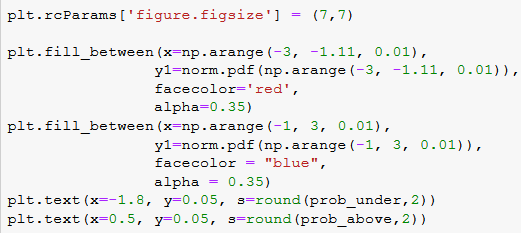 plt.rcParams['figure.figsize'] = (7,7)

plt.fill_between(x=np.arange(-3, -1.11, 0.01),
                 y1=norm.pdf(np.arange(-3, -1.11, 0.01)),
                 facecolor='red',
                 alpha=0.35)
plt.fill_between(x=np.arange(-1, 3, 0.01),
                 y1=norm.pdf(np.arange(-1, 3, 0.01)),
                 facecolor = "blue",
                 alpha = 0.35)
plt.text(x=-1.8, y=0.05, s=round(prob_under,2))
plt.text(x=0.5, y=0.05, s=round(prob_above,2))